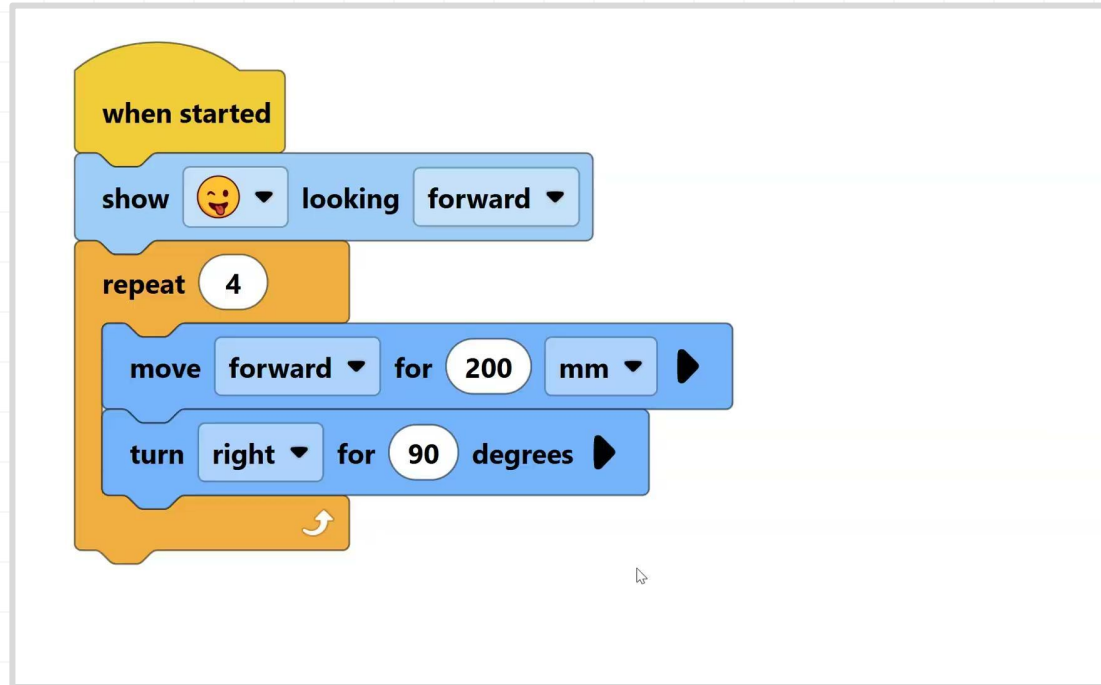 when started
show looking forward
repeat 4
move forward for 200 mm
turn right for 90 degrees